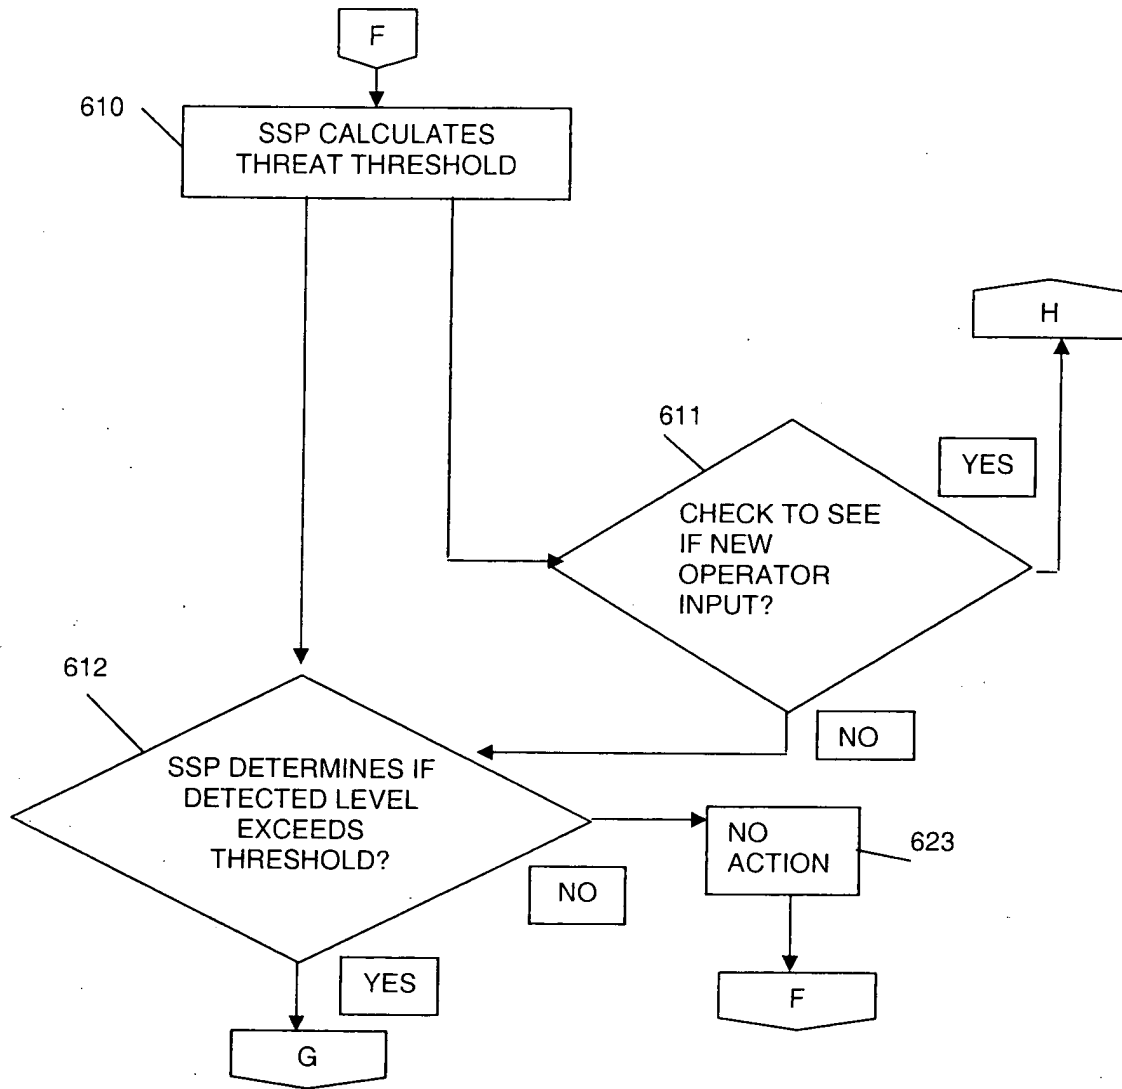 F
610
SSP CALCULATES
THREAT THRESHOLD
H
611
YES
CHECK TO SEE
IF NEW
OPERATOR
INPUT?
612
NO
SSP DETERMINES IF
DETECTED LEVEL
EXCEEDS
THRESHOLD?
NO
ACTION
623
NO
YES
F
G